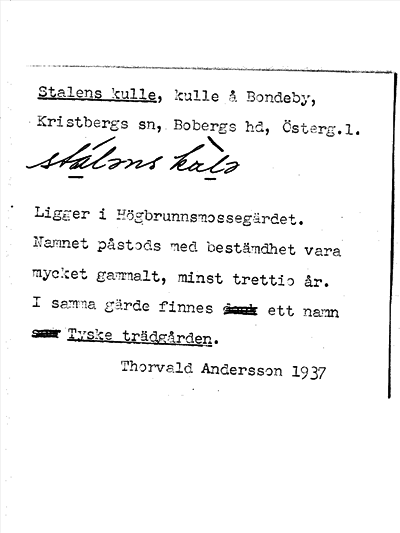 Stalens kulle, kulle å Bondeby,
Kristbergs sn, Bobergs hd, Österg.l.
Ligger i Högbrunnsmossegärdet.
Namnet påstods med bestämdhet vara
mycket gammalt, minst trettio år.
I samma gärde finnes ett namn
Tyske trädgården.
Thorvald Andersson 1937